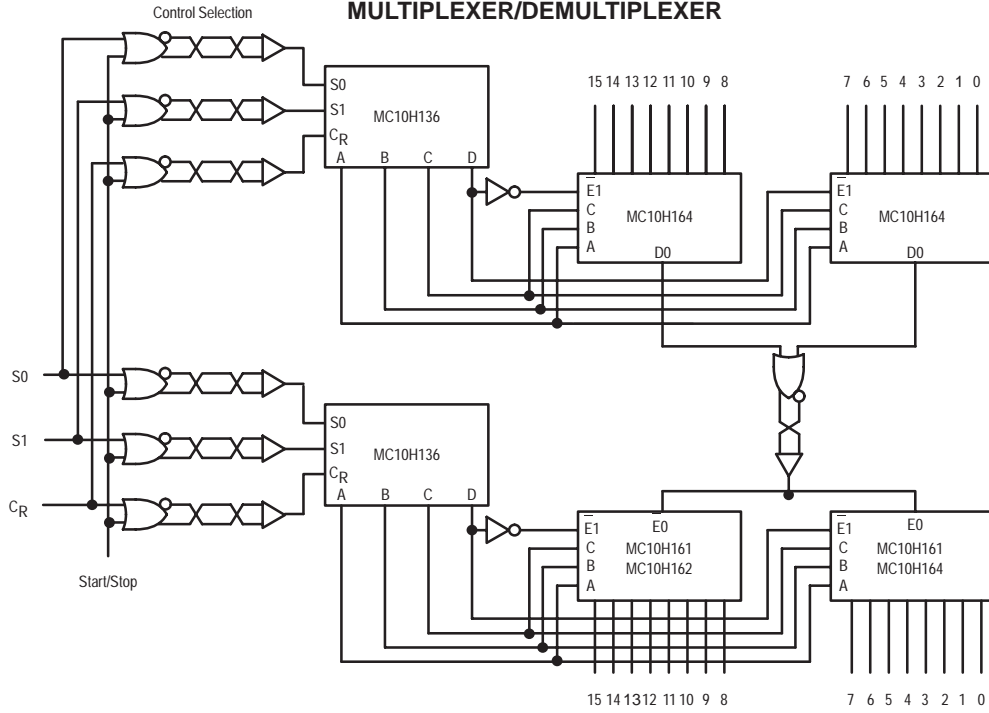 MULTIPLEXER/DEMULTIPLEXER
Control Selection
S0
S1
CR
MC10H136
A B C D
15 14 13 12 11 10 9 8
E1
C
B
A
MC10H164
D0
7 6 5 4 3 2 1 0
E1
C
B
A
MC10H164
D0
S0
S1
CR
Start/Stop
S0
S1
CR
MC10H136
A B C D
E1
C
B
A
E0
MC10H161
MC10H162
15 14 13 12 11 10 9 8
E1
C
B
A
E0
MC10H161
MC10H164
7 6 5 4 3 2 1 0